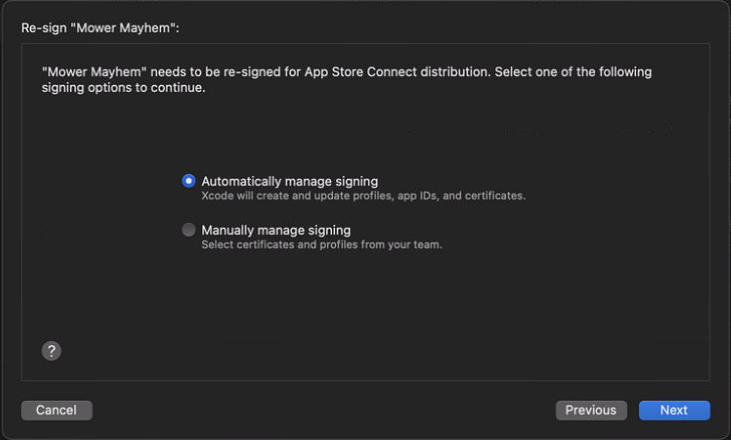 Re-sign "Mower Mayhem":
"Mower Mayhem" needs to be re-signed for App Store Connect distribution. Select one of the following
signing options to continue.
Automatically manage signing
Xcode will create and update profiles, app IDs, and certificates.
Manually manage signing
Select certificates and profiles from your team.
?
Cancel
Previous
Next